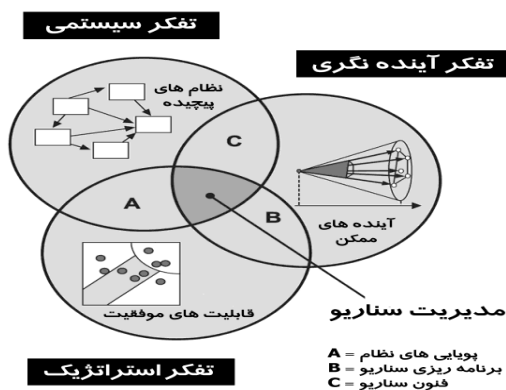 تفکر سیستمی
تفکر آینده نگری
نظام های
پیچیده
C
A
B
آینده های
ممکن
قابلیت های موفقیت
مدیریت سناریو
تفکر استراتژیک
A = پویایی های نظام
B = برنامه ریزی سناریو
C = فنون سناریو